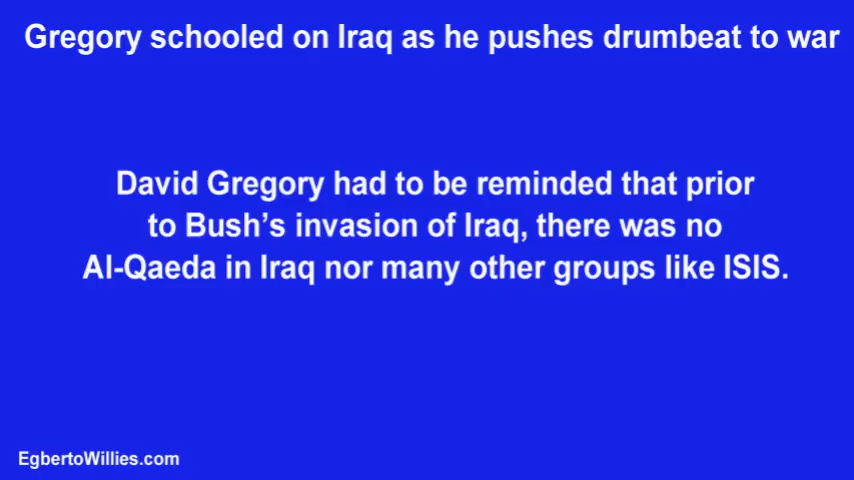 Gregory schooled on Iraq as he pushes drumbeat to war
David Gregory had to be reminded that prior
to Bush’s invasion of Iraq, there was no
Al-Qaeda in Iraq nor many other groups like ISIS.
EgbertoWillies.com